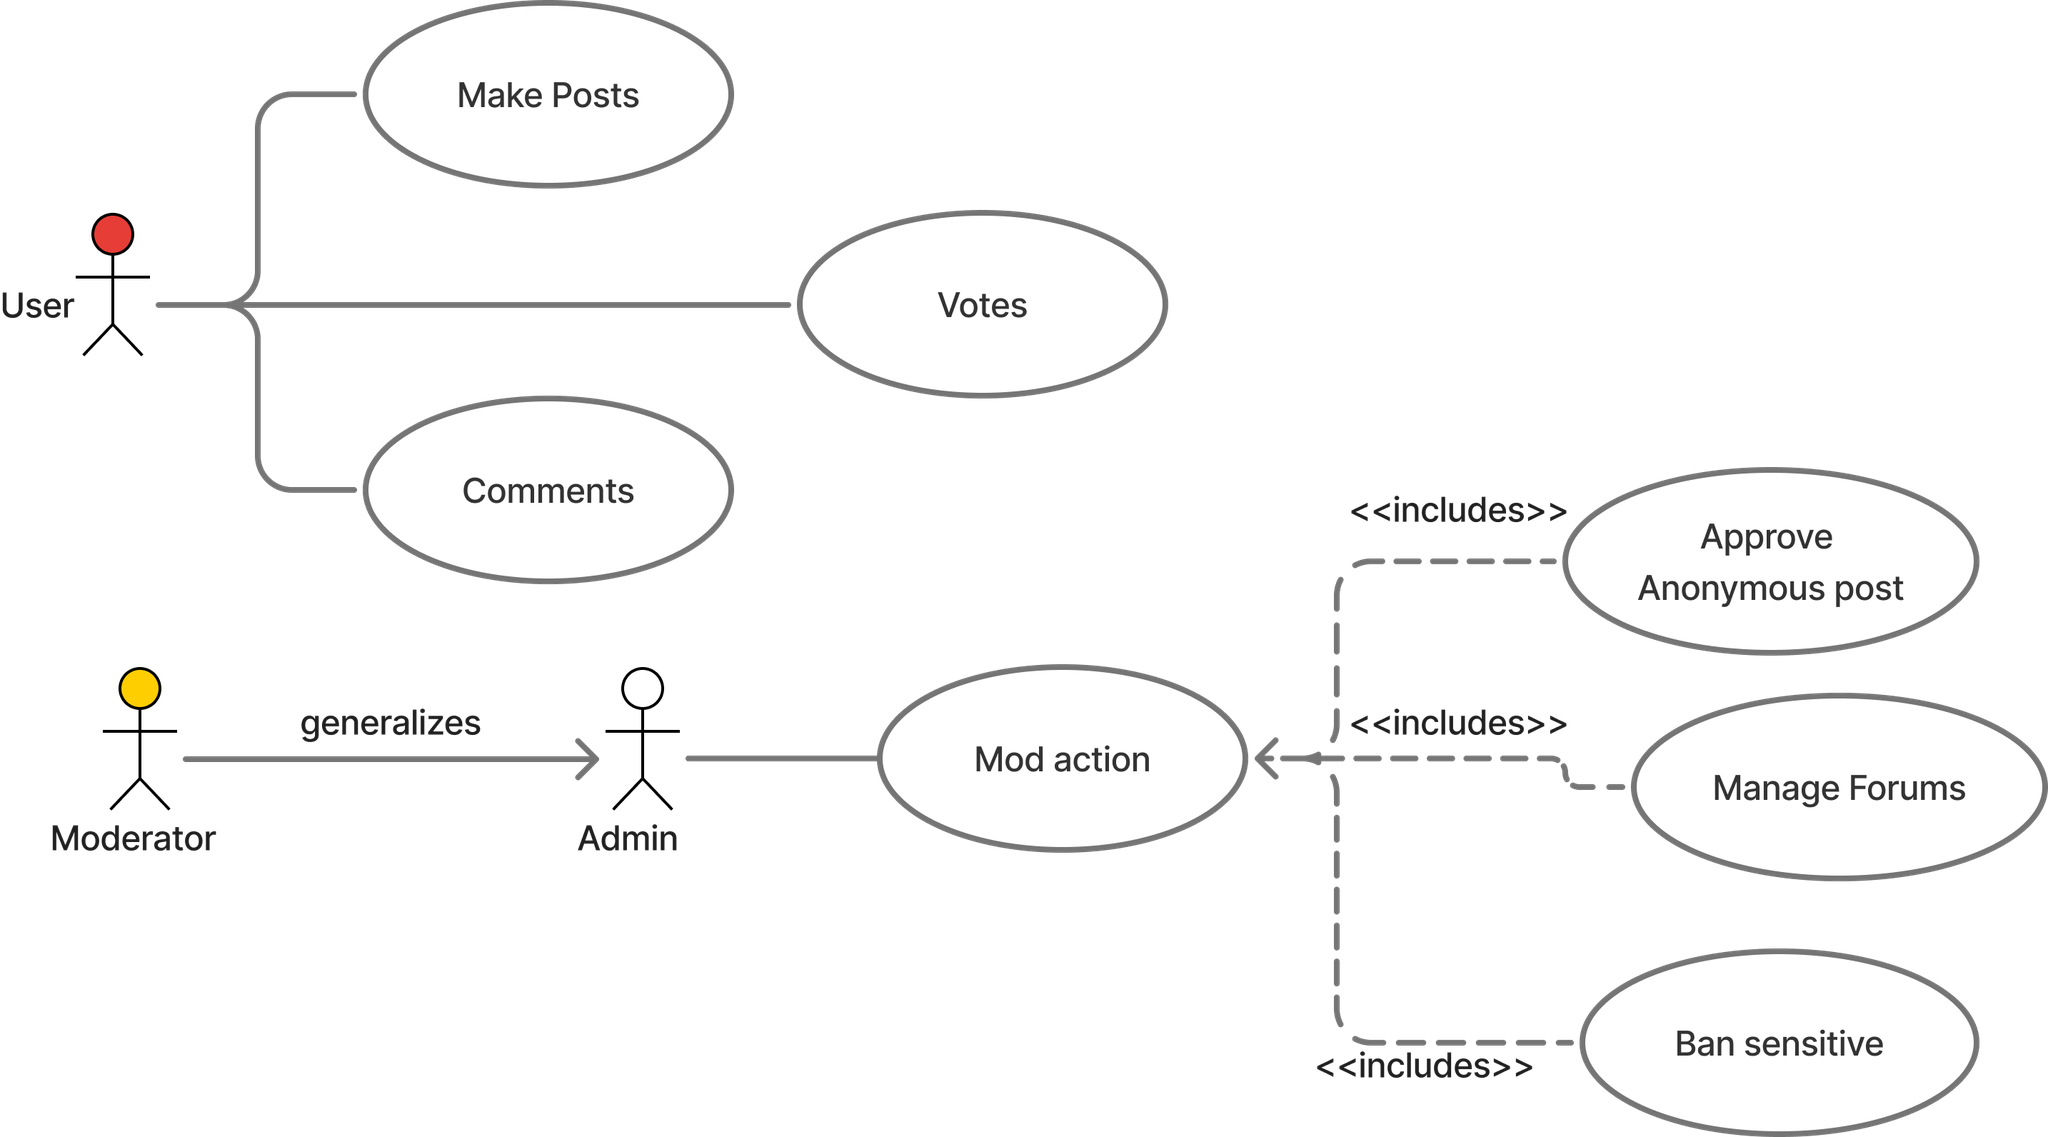 Make Posts
User
Votes
Comments
<<includes>>
Approve
Anonymous post
generalizes
<<includes>>
Mod action
Manage Forums
Moderator
Admin
Ban sensitive
<<includes>>